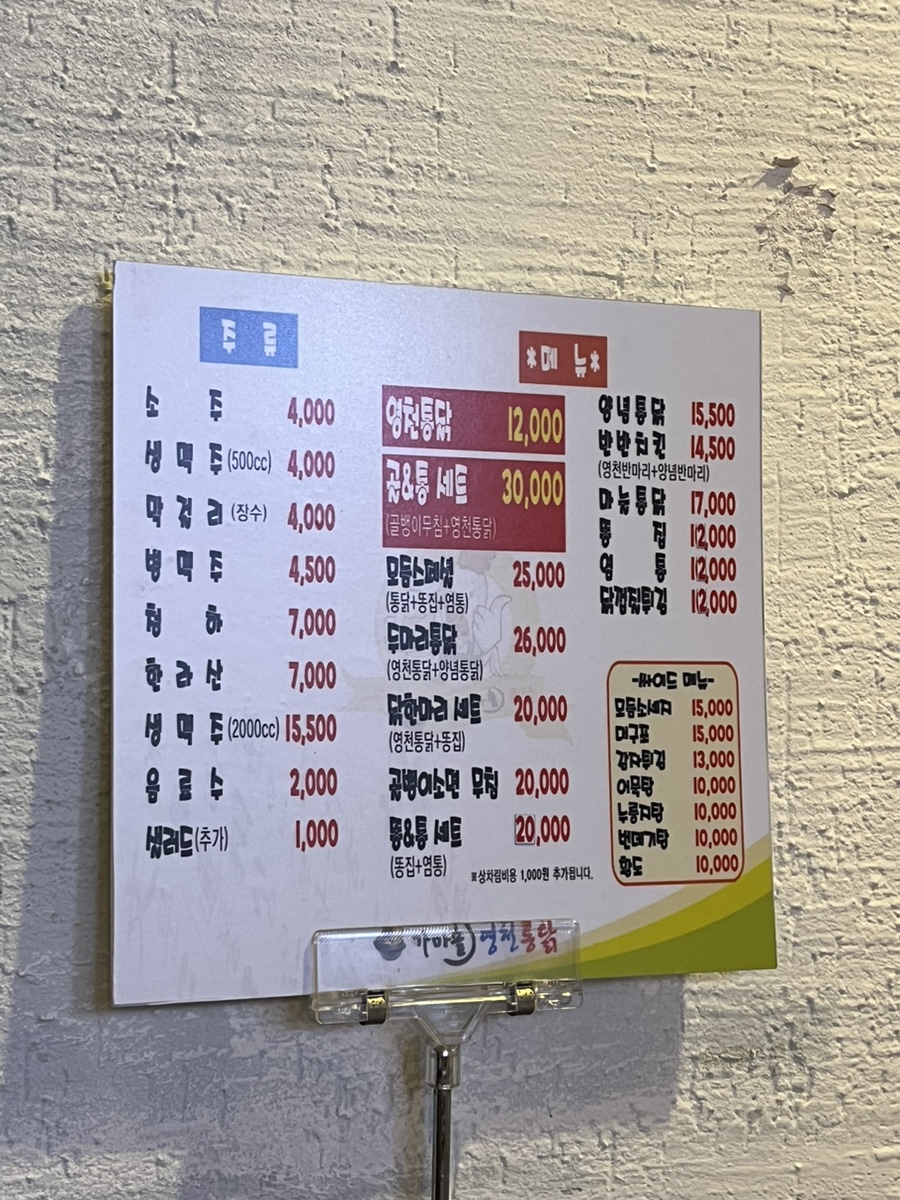 주 류
소 주 4,000
생 맥 주 (500cc) 4,000
막 걸 리 (장수) 4,000
병 맥 주 4,500
청 하 7,000
한 라 산 7,000
생 맥 주 (2000cc) 15,500
음 료 수 2,000
샐러드(추가) 1,000
*메 뉴*
영천통닭 12,000
골&통 세트 30,000
(골뱅이무침+영천통닭)
모듬스페셜 25,000
(통닭+똥집+염통)
두마리통닭 26,000
(영천통닭+양념통닭)
닭한마리 세트 20,000
(영천통닭+똥집)
골뱅이소면 무침 20,000
똥&통 세트 20,000
(똥집+염통)
※상차림비용 1,000원 추가됩니다.
양념통닭 15,500
반반치킨 14,500
(영천반마리+양념반마리)
마늘통닭 17,000
똥 집 12,000
염 통 12,000
닭껍질튀김 12,000
-싸이드 메뉴-
모듬소세지 15,000
대구포 15,000
감자튀김 13,000
어묵탕 10,000
누룽지탕 10,000
번데기탕 10,000
황도 10,000
가마솥 영천통닭